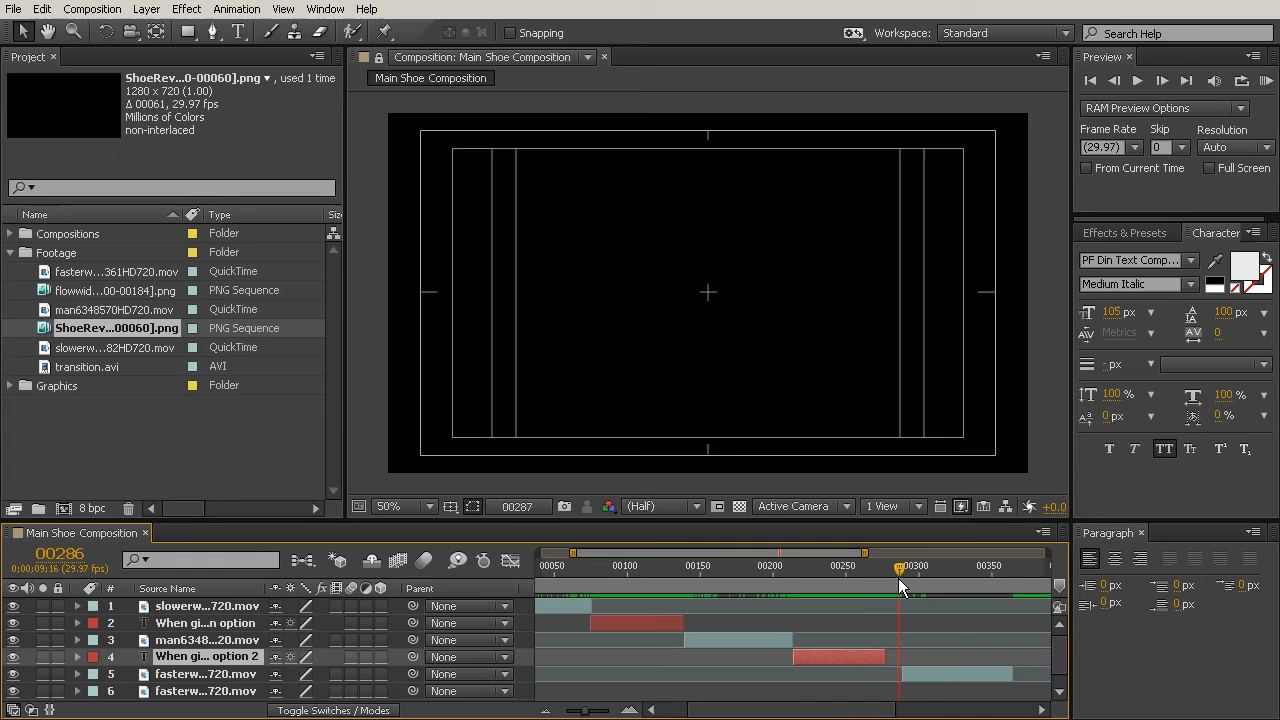 File Edit Composition Layer Effect Animation View Window Help
Snapping
Workspace: Standard
Search Help
Project
ShoeRev...0-00060].png, used 1 time
1280 x 720 (1.00)
Δ 00061, 29.97 fps
Millions of Colors
non-interlaced
Name Type Size
Compositions Folder
Footage Folder
fasterw...361HD720.mov QuickTime
flowwid...00-00184].png PNG Sequence
man6348570HD720.mov QuickTime
ShoeRev...00060].png PNG Sequence
slowerw...82HD720.mov QuickTime
transition.avi AVI
Graphics Folder
8 bpc
Composition: Main Shoe Composition
Main Shoe Composition
50% 00287 (Half) Active Camera 1 View +0.0
Preview
RAM Preview Options
Frame Rate Skip Resolution
(29.97) 0 Auto
From Current Time Full Screen
Effects & Presets Character
PF Din Text Comp...
Medium Italic
105 px 100 px
Metrics 0
- px
100 % 100 %
0 px 0 %
T T TT Tt T¹ T₁
Main Shoe Composition
00286
0;00;09;16 (29.97 fps)
00050 00100 00150 00200 00250 00300 00350
# Source Name Parent
1 slowerw...720.mov None
2 When gi...n option None
3 man6348...20.mov None
4 When gi... option 2 None
5 fasterw...720.mov None
6 fasterw...720.mov None
Toggle Switches / Modes
Paragraph
0 px 0 px 0 px
0 px 0 px